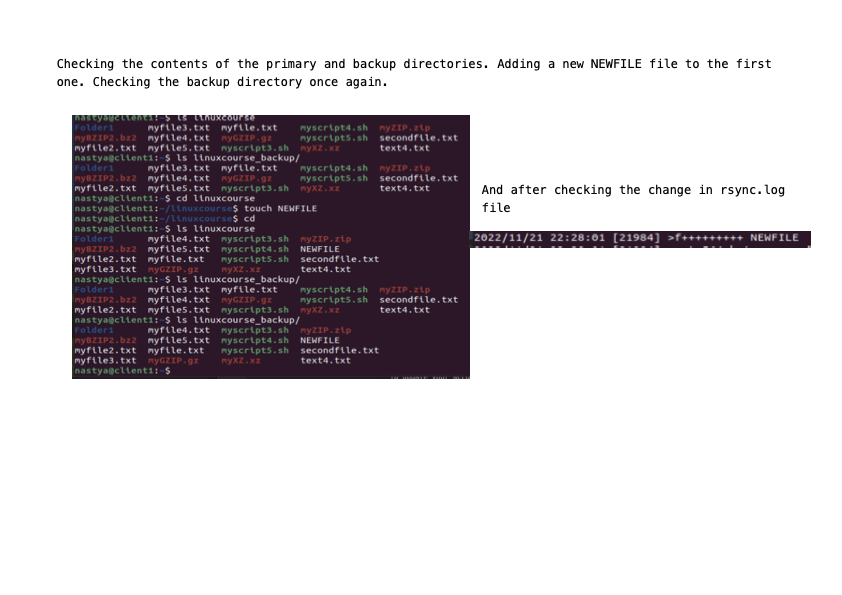 Checking the contents of the primary and backup directories. Adding a new NEWFILE file to the first
one. Checking the backup directory once again.
nastya@client1:~$ ls linuxcourse
Folder1 myfile3.txt myfile.txt myscript4.sh myZIP.zip
myBZIP2.bz2 myfile4.txt myGZIP.gz myscript5.sh secondfile.txt
myfile2.txt myfile5.txt myscript3.sh myXZ.xz text4.txt
nastya@client1:~$ ls linuxcourse_backup/
Folder1 myfile3.txt myfile.txt myscript4.sh myZIP.zip
myBZIP2.bz2 myfile4.txt myGZIP.gz myscript5.sh secondfile.txt
myfile2.txt myfile5.txt myscript3.sh myXZ.xz text4.txt
nastya@client1:~$ cd linuxcourse
nastya@client1:~/linuxcourse$ touch NEWFILE
nastya@client1:~/linuxcourse$ cd
nastya@client1:~$ ls linuxcourse
Folder1 myfile4.txt myscript3.sh myZIP.zip
myBZIP2.bz2 myfile5.txt myscript4.sh NEWFILE
myfile2.txt myfile.txt myscript5.sh secondfile.txt
myfile3.txt myGZIP.gz myXZ.xz text4.txt
nastya@client1:~$ ls linuxcourse_backup/
Folder1 myfile3.txt myfile.txt myscript4.sh myZIP.zip
myBZIP2.bz2 myfile4.txt myGZIP.gz myscript5.sh secondfile.txt
myfile2.txt myfile5.txt myscript3.sh myXZ.xz text4.txt
nastya@client1:~$ ls linuxcourse_backup/
Folder1 myfile4.txt myscript3.sh myZIP.zip
myBZIP2.bz2 myfile5.txt myscript4.sh NEWFILE
myfile2.txt myfile.txt myscript5.sh secondfile.txt
myfile3.txt myGZIP.gz myXZ.xz text4.txt
nastya@client1:~$
And after checking the change in rsync.log
file
2022/11/21 22:28:01 [21984] >f+++++++++ NEWFILE